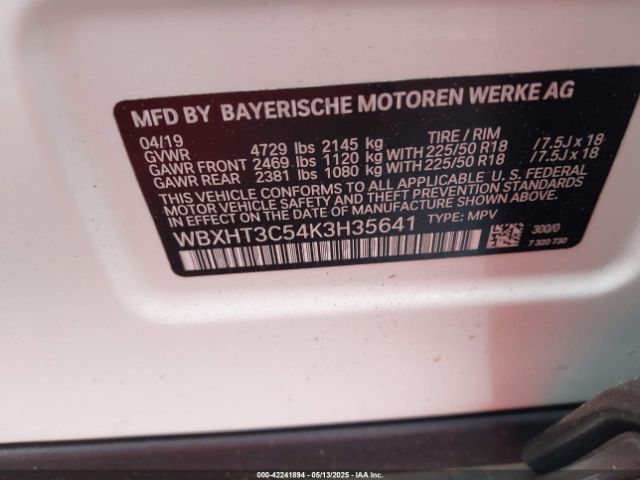 MFD BY BAYERISCHE MOTOREN WERKE AG
04/19 TIRE / RIM
GVWR 4729 lbs 2145 kg
GAWR FRONT 2469 lbs 1120 kg WITH 225/50 R18 /7.5J x 18
GAWR REAR 2381 lbs 1080 kg WITH 225/50 R18 /7.5J x 18
THIS VEHICLE CONFORMS TO ALL APPLICABLE U. S. FEDERAL
MOTOR VEHICLE SAFETY AND THEFT PREVENTION STANDARDS
IN EFFECT ON THE DATE OF MANUFACTURE SHOWN ABOVE.
WBXHT3C54K3H35641 TYPE: MPV
300/0
7 320 730
000-42241894 - 05/13/2025 - IAA Inc.